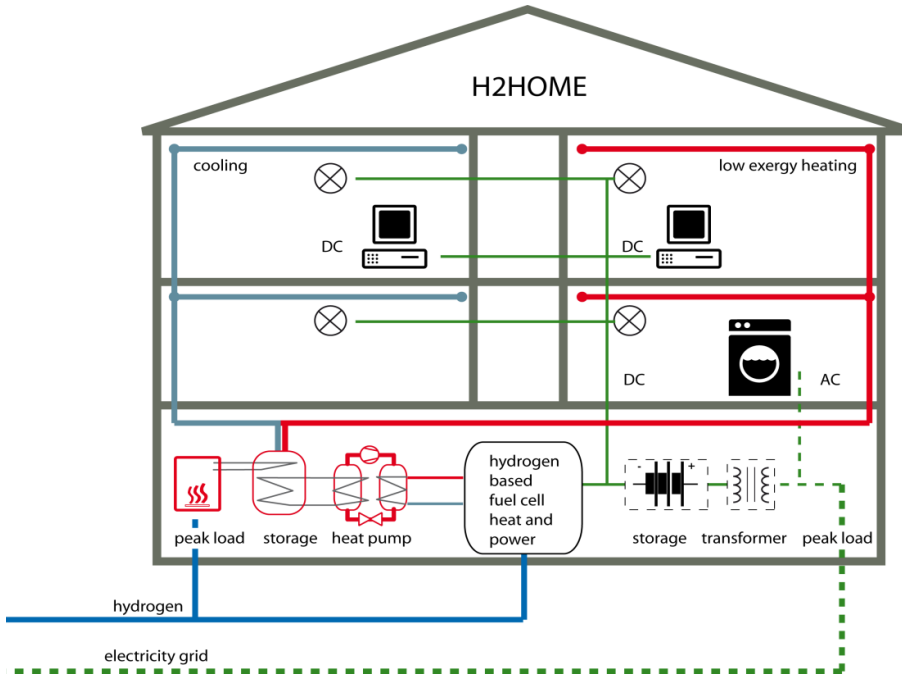 H2HOME
cooling
low exergy heating
DC
DC
DC
AC
hydrogen
based
fuel cell
heat and
power
- +
peak load
storage
heat pump
storage
transformer
peak load
hydrogen
electricity grid